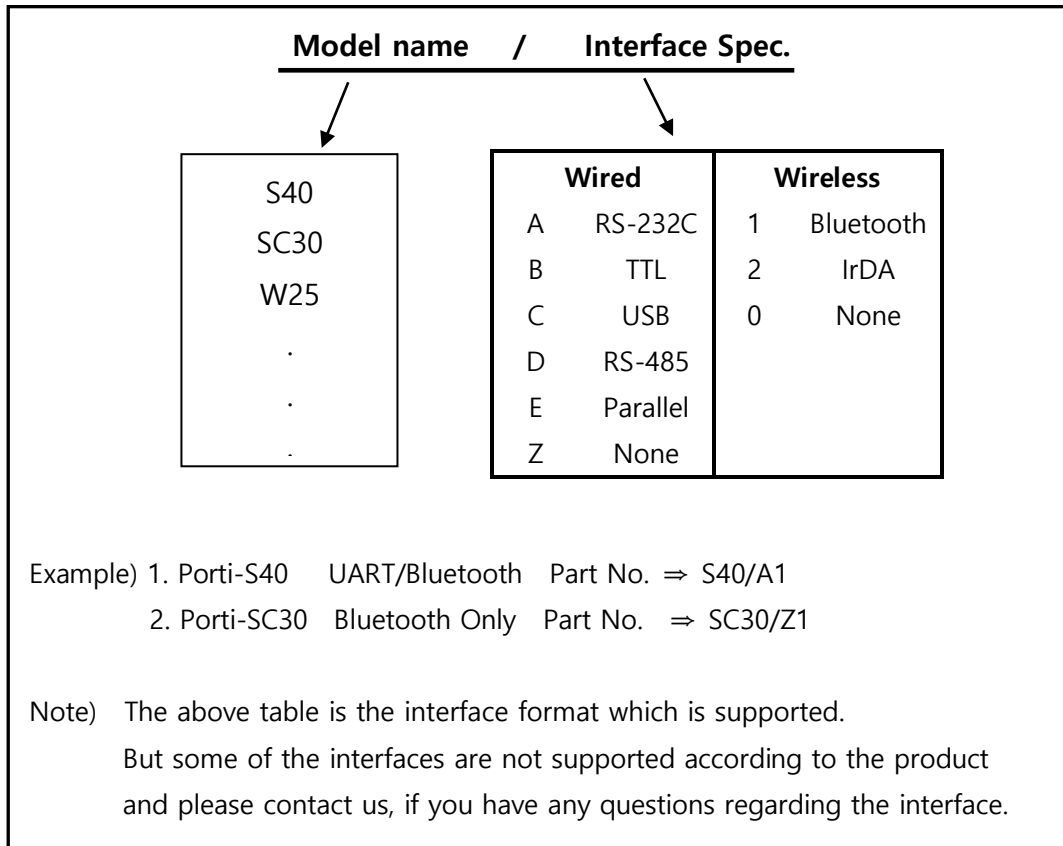 Model name / Interface Spec.
S40
SC30
W25
.
.
.
Wired Wireless
A RS-232C 1 Bluetooth
B TTL 2 IrDA
C USB 0 None
D RS-485
E Parallel
Z None
Example) 1. Porti-S40 UART/Bluetooth Part No. ⇒ S40/A1
2. Porti-SC30 Bluetooth Only Part No. ⇒ SC30/Z1
Note) The above table is the interface format which is supported.
But some of the interfaces are not supported according to the product
and please contact us, if you have any questions regarding the interface.